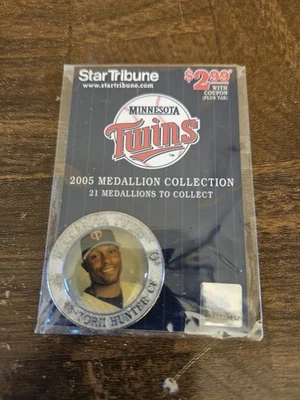 StarTribune
www.startribune.com
$2.99*
WITH
COUPON
(PLUS TAX)
MINNESOTA
Twins
2005 MEDALLION COLLECTION
21 MEDALLIONS TO COLLECT
TORII HUNTER CF